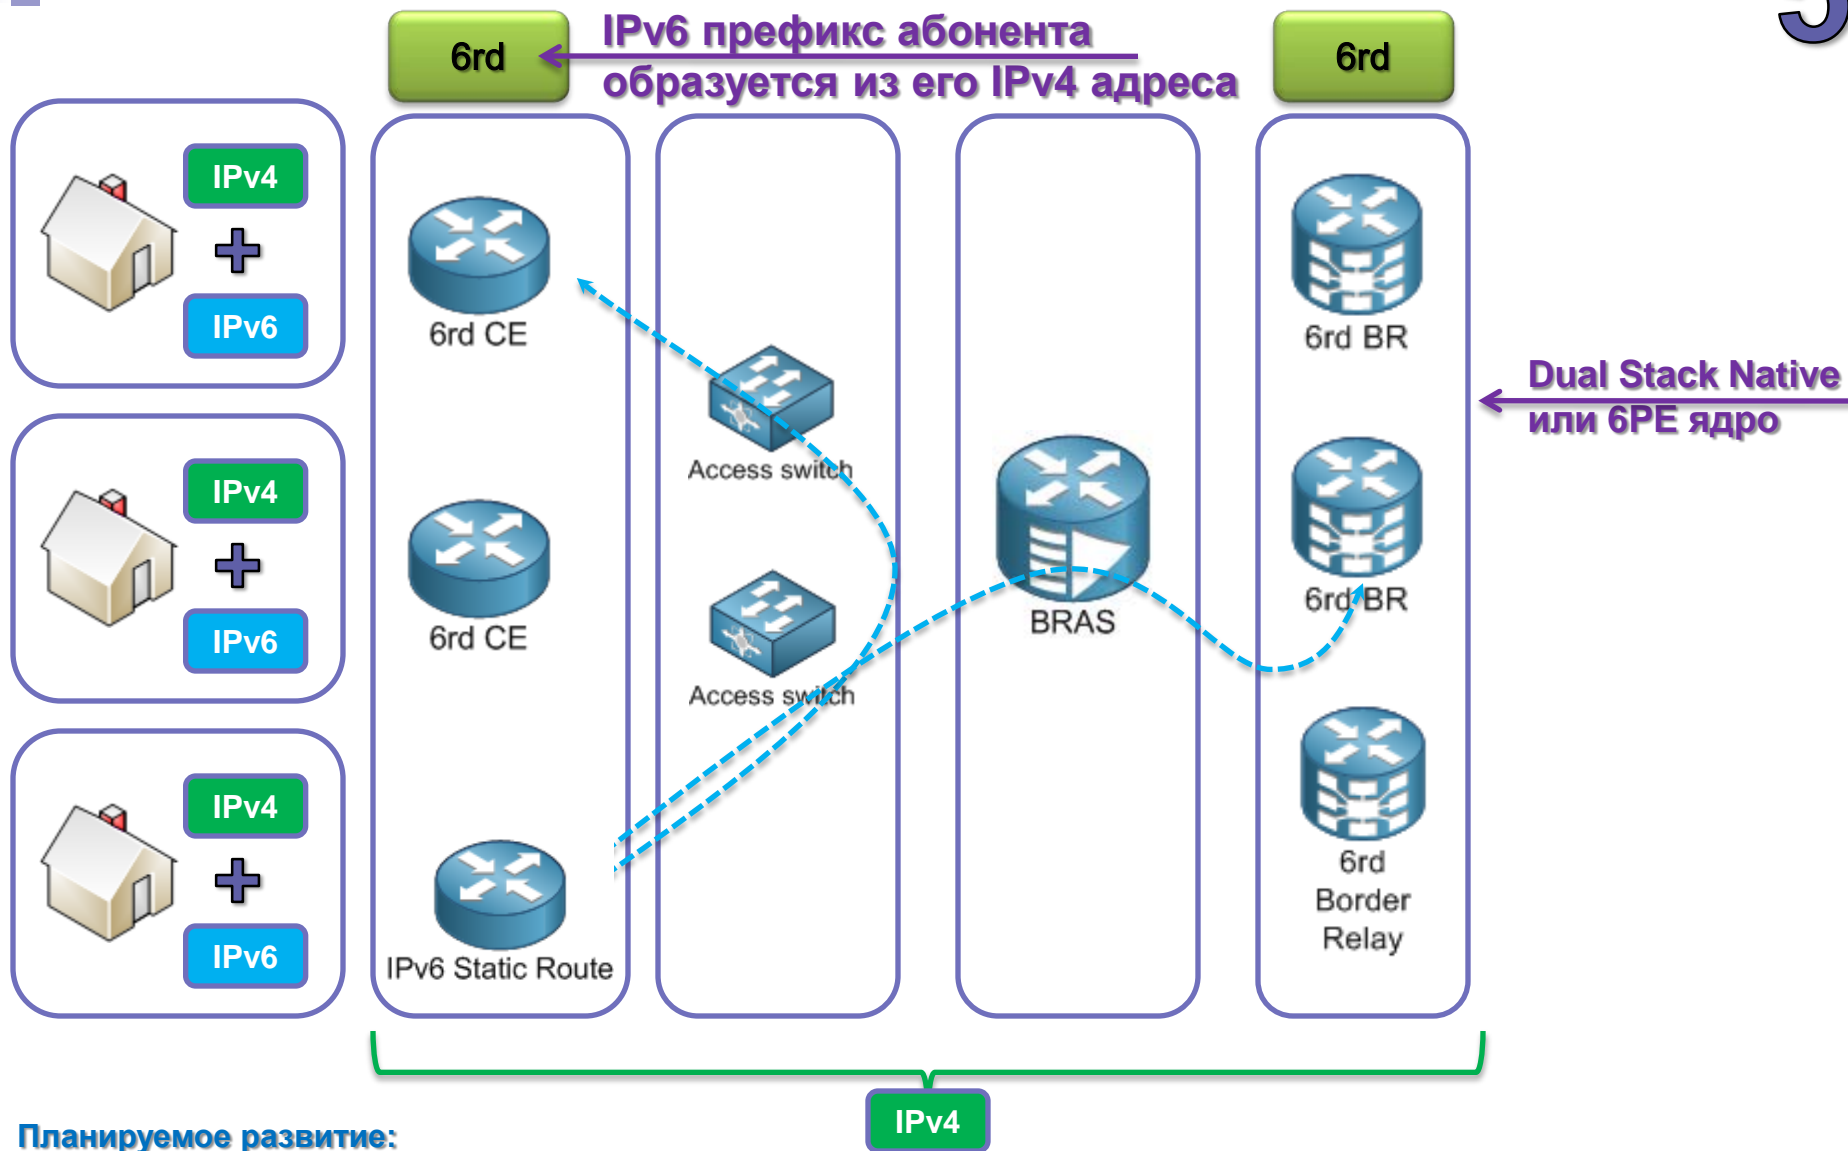 6rd
IPv6 префикс абонента
образуется из его IPv4 адреса
6rd
IPv4
IPv6
IPv4
IPv6
IPv4
IPv6
6rd CE
6rd CE
IPv6 Static Route
Access switch
Access switch
BRAS
6rd BR
6rd BR
6rd
Border
Relay
Dual Stack Native
или 6PE ядро
IPv4
Планируемое развитие: